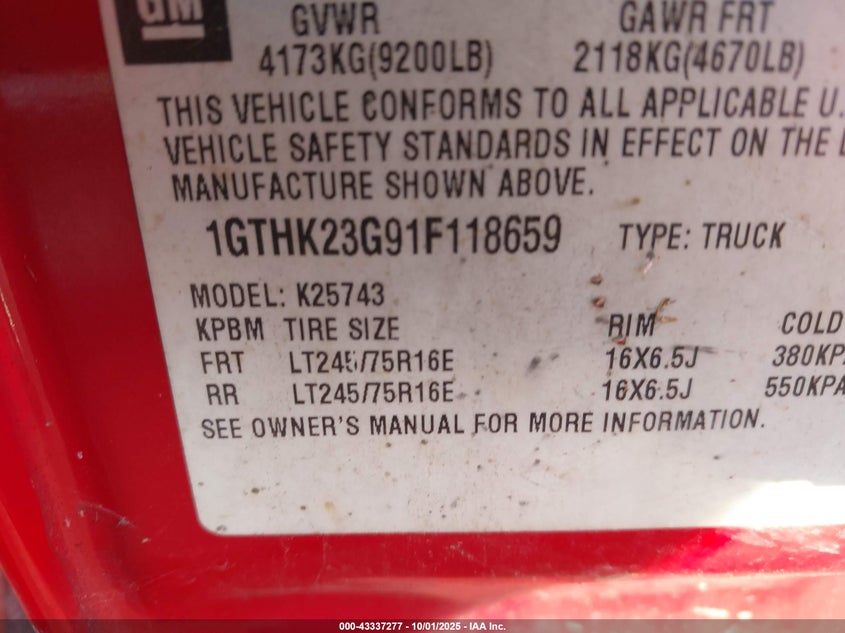 GM
GVWR GAWR FRT
4173KG(9200LB) 2118KG(4670LB)
THIS VEHICLE CONFORMS TO ALL APPLICABLE U.
VEHICLE SAFETY STANDARDS IN EFFECT ON THE
MANUFACTURE SHOWN ABOVE.
1GTHK23G91F118659 TYPE: TRUCK
MODEL: K25743
KPBM TIRE SIZE RIM COLD
FRT LT245/75R16E 16X6.5J 380KPA
RR LT245/75R16E 16X6.5J 550KPA
SEE OWNER'S MANUAL FOR MORE INFORMATION.
000-43337277 - 10/01/2025 - IAA Inc.